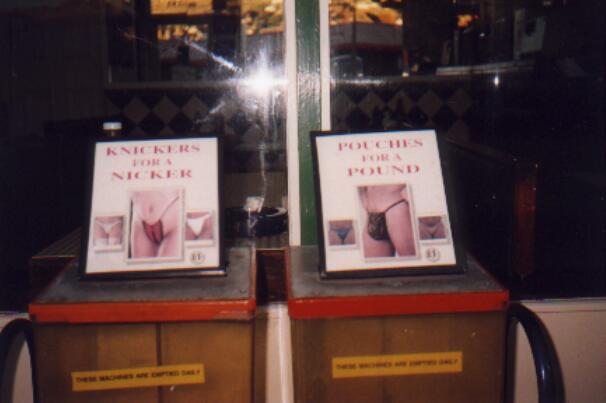 KNICKERS
FOR A
NICKER
£1
POUCHES
FOR A
POUND
£1
THESE MACHINES ARE EMPTIED DAILY
THESE MACHINES ARE EMPTIED DAILY